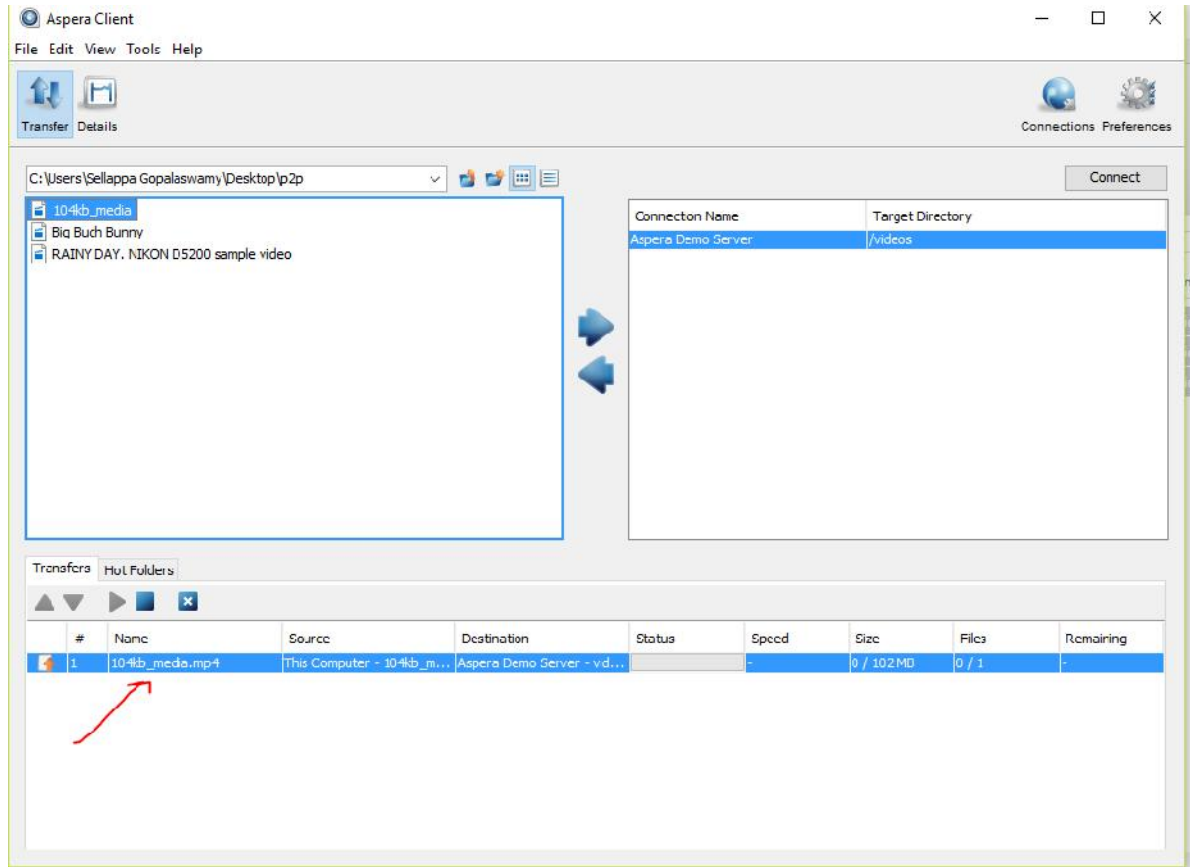 Aspera Client
File Edit View Tools Help
Transfer Details
Connections Preferences
C:\Users\Sellappa Gopalaswamy\Desktop\p2p
Connect
104kb_media
Big Buch Bunny
RAINY DAY. NIKON D5200 sample video
Connecton Name Target Directory
Aspera Demo Server /videos
Transfers Hot Folders
# Name Source Destination Status Speed Size Files Remaining
1 104kb_media.mp4 This Computer - 104kb_m... Aspera Demo Server - vd... - 0 / 102 MB 0 / 1 -